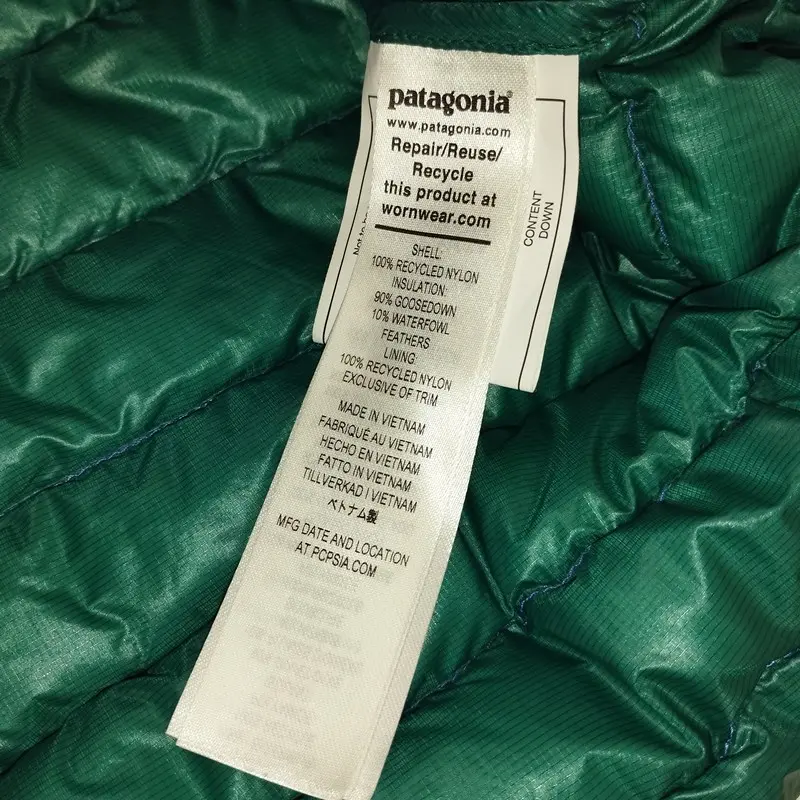 patagonia®
www.patagonia.com
Repair/Reuse/
Recycle
this product at
wornwear.com
SHELL:
100% RECYCLED NYLON
INSULATION:
90% GOOSEDOWN
10% WATERFOWL
FEATHERS
LINING:
100% RECYCLED NYLON
EXCLUSIVE OF TRIM
MADE IN VIETNAM
FABRIQUÉ AU VIETNAM
HECHO EN VIETNAM
FATTO IN VIETNAM
TILLVERKAD I VIETNAM
ベトナム製
MFG DATE AND LOCATION
AT PCPSIA.COM
Not to
CONTENT
DOWN